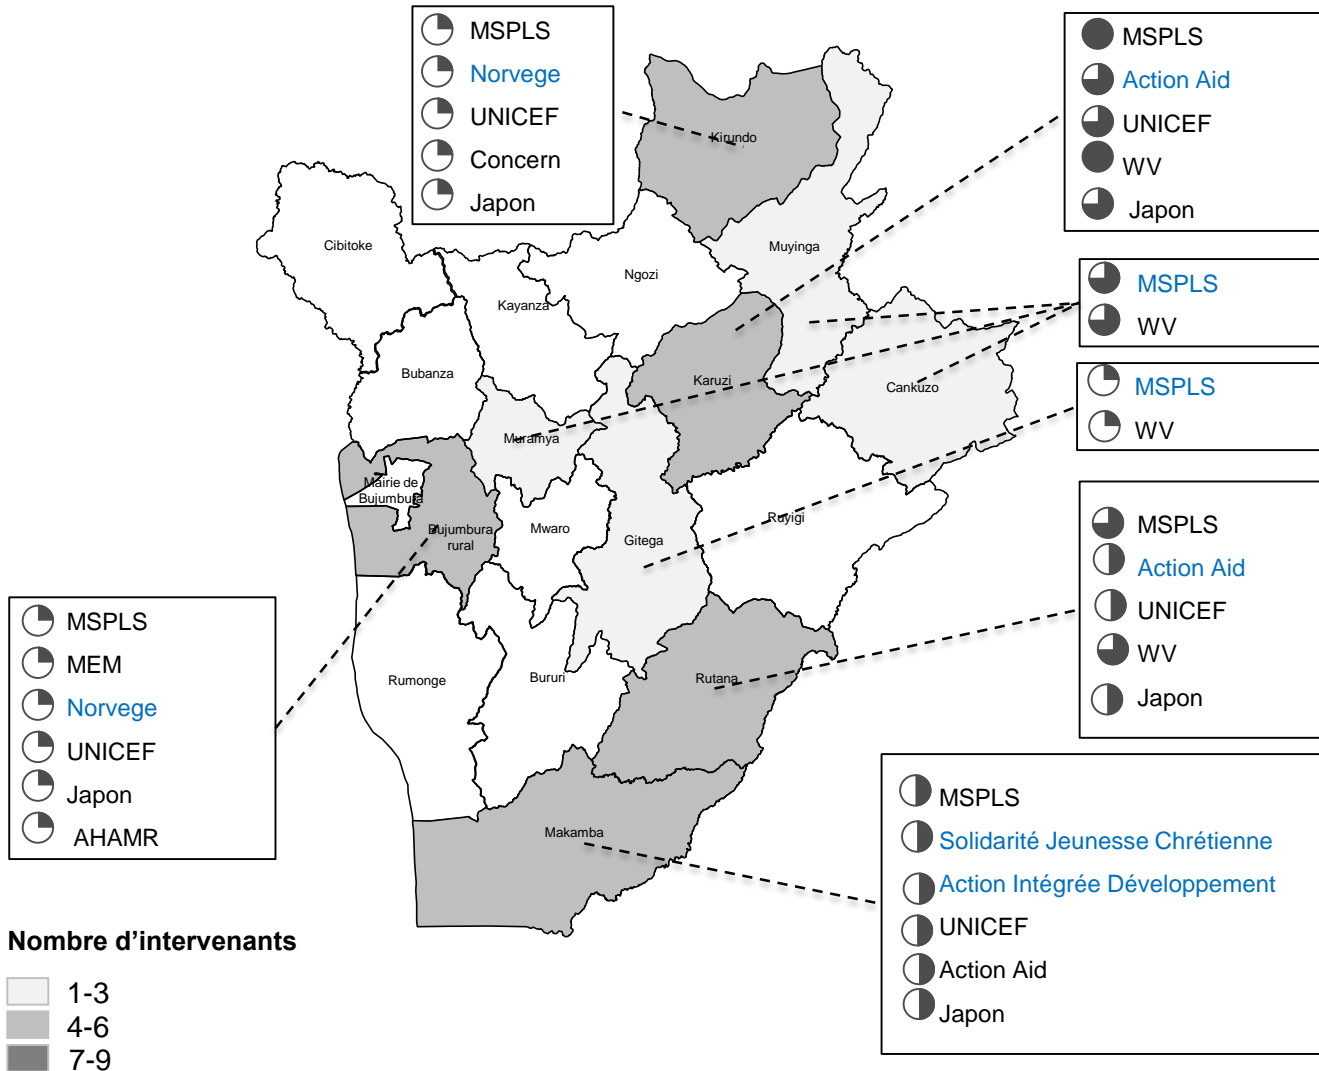 MSPLS
Norvege
UNICEF
Concern
Japon
MSPLS
Action Aid
UNICEF
WV
Japon
MSPLS
WV
MSPLS
WV
MSPLS
Action Aid
UNICEF
WV
Japon
MSPLS
Solidarité Jeunesse Chrétienne
Action Intégrée Développement
UNICEF
Action Aid
Japon
MSPLS
MEM
Norvege
UNICEF
Japon
AHAMR
Kirundo
Cibitoke
Muyinga
Ngozi
Kayanza
Bubanza
Karuzi
Cankuzo
Muramya
Mairie de
Bujumbura
Bujumbura
rural
Mwaro
Gitega
Ruyigi
Rumonge
Bururi
Rutana
Makamba
Nombre d’intervenants
1-3
4-6
7-9